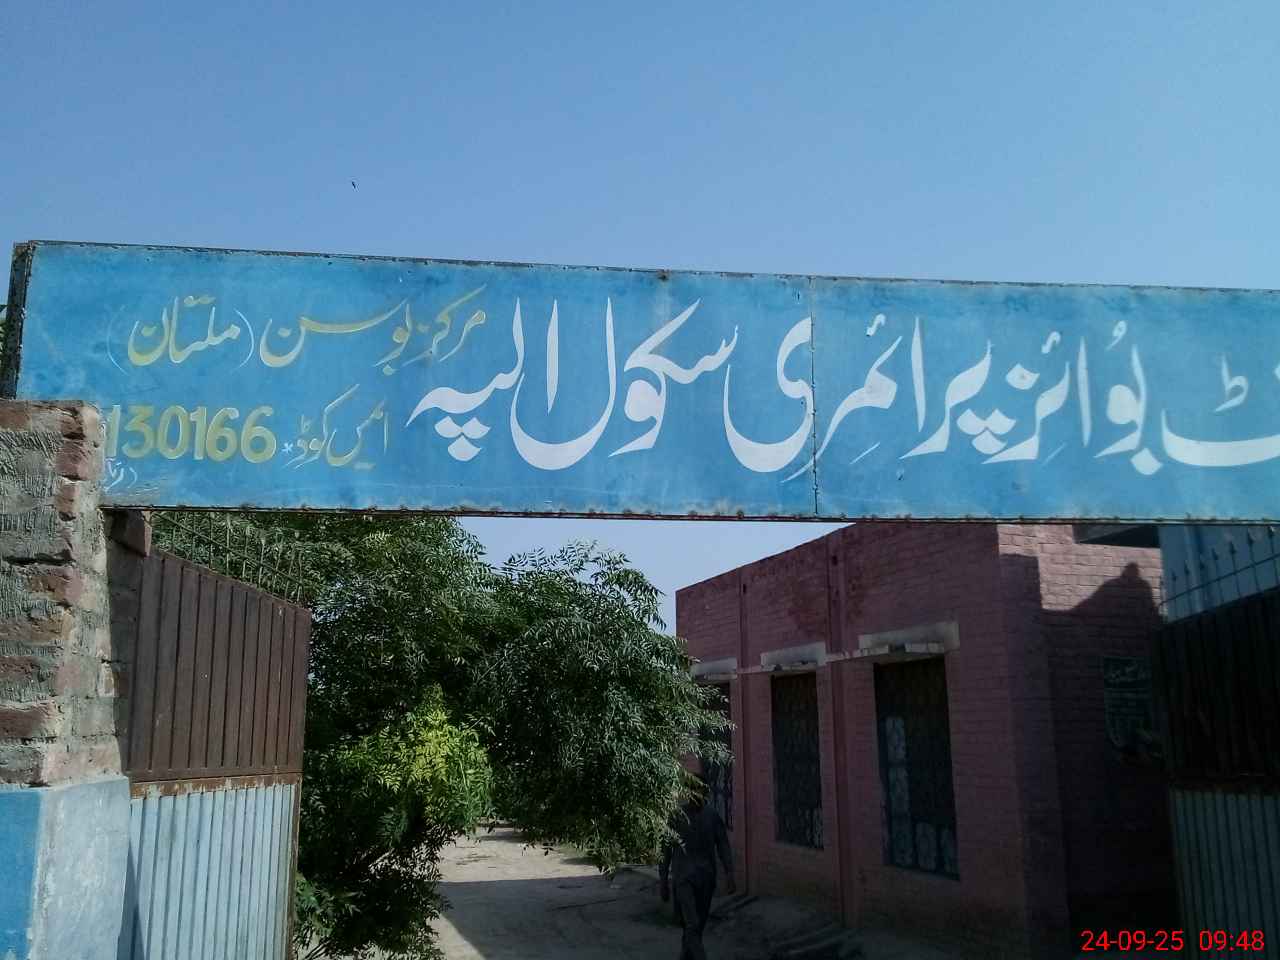 بوائز پرائمری سکول الپہ
مرکز بوسن (ملتان)
ایمس کوڈ * 130166
24-09-25 09:48